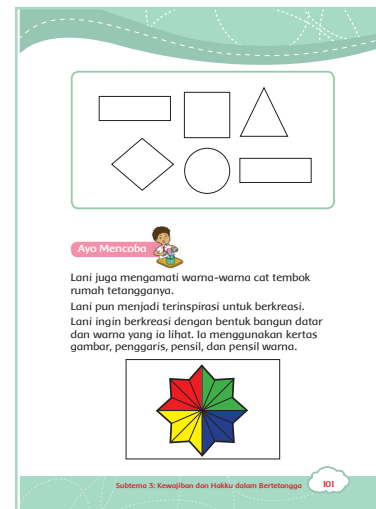 Ayo Mencoba
Lani juga mengamati warna-warna cat tembok
rumah tetangganya.
Lani pun menjadi terinspirasi untuk berkreasi.
Lani ingin berkreasi dengan bentuk bangun datar
dan warna yang ia lihat. Ia menggunakan kertas
gambar, penggaris, pensil, dan pensil warna.
Subtema 3: Kewajiban dan Hakku dalam Bertetangga
101